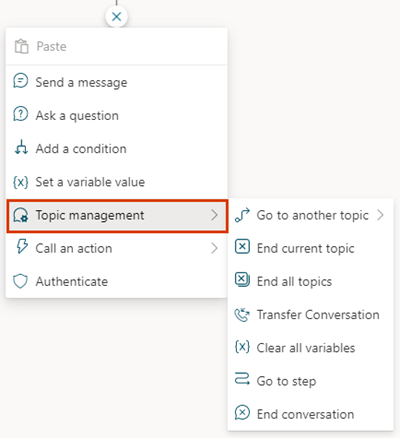 Paste
Send a message
Ask a question
Add a condition
{x} Set a variable value
Topic management
Call an action
Authenticate
Go to another topic
End current topic
End all topics
Transfer Conversation
{x} Clear all variables
Go to step
End conversation